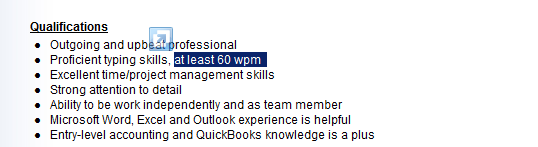 Qualifications
● Outgoing and upbeat professional
● Proficient typing skills, at least 60 wpm
● Excellent time/project management skills
● Strong attention to detail
● Ability to be work independently and as team member
● Microsoft Word, Excel and Outlook experience is helpful
● Entry-level accounting and QuickBooks knowledge is a plus